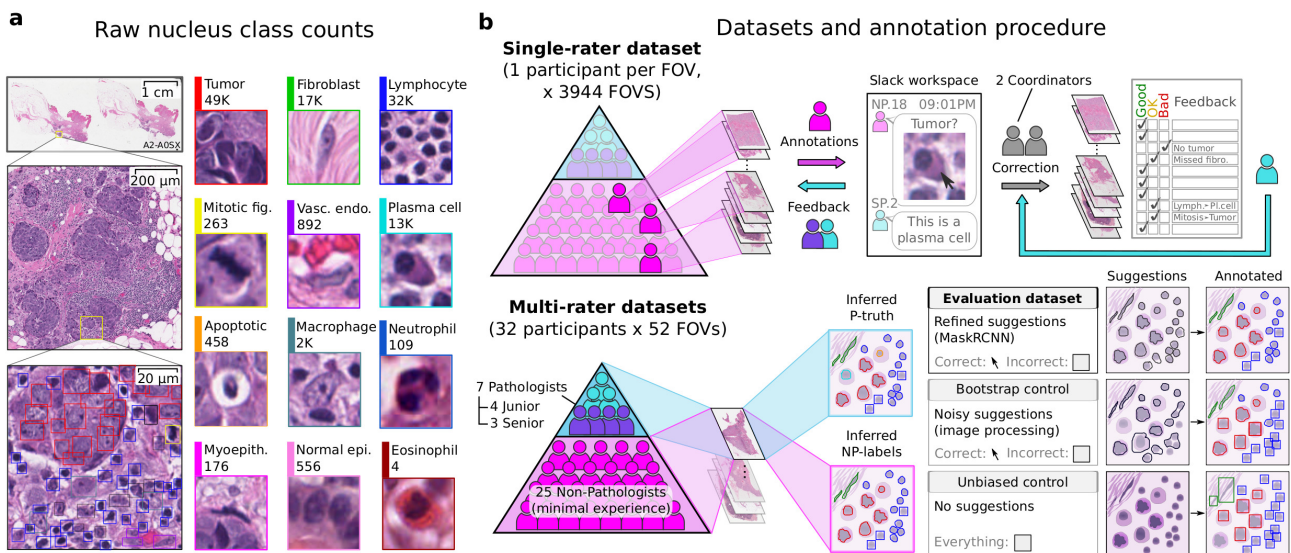 a
Raw nucleus class counts
1 cm
A2-A0SX
200 μm
20 μm
Tumor
49K
Fibroblast
17K
Lymphocyte
32K
Mitotic fig.
263
Vasc. endo.
892
Plasma cell
13K
Apoptotic
458
Macrophage
2K
Neutrophil
109
Myoepith.
176
Normal epi.
556
Eosinophil
4
b
Datasets and annotation procedure
Single-rater dataset
(1 participant per FOV,
x 3944 FOVS)
Annotations
Feedback
Slack workspace
NP.18 09:01PM
Tumor?
SP.2
This is a
plasma cell
2 Coordinators
Correction
Good
OK
Bad
Feedback
No tumor
Missed fibro.
Lymph.▸Pl.cell
Mitosis▸Tumor
Multi-rater datasets
(32 participants x 52 FOVs)
7 Pathologists
4 Junior
3 Senior
25 Non-Pathologists
(minimal experience)
Inferred
P-truth
Inferred
NP-labels
Suggestions
Annotated
Evaluation dataset
Refined suggestions
(MaskRCNN)
Correct: Incorrect:
Bootstrap control
Noisy suggestions
(image processing)
Correct: Incorrect:
Unbiased control
No suggestions
Everything: